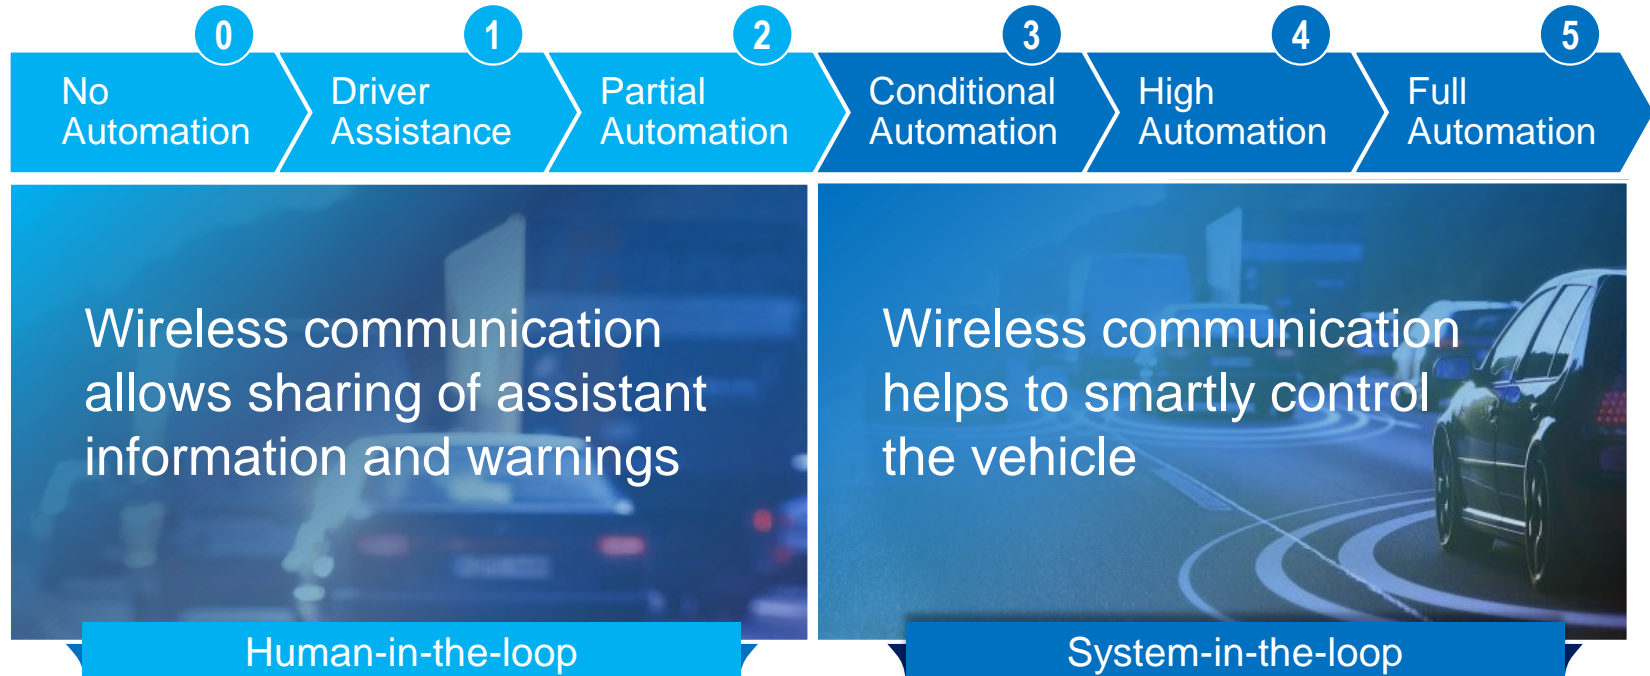 0
No
Automation
1
Driver
Assistance
2
Partial
Automation
3
Conditional
Automation
4
High
Automation
5
Full
Automation
Wireless communication
allows sharing of assistant
information and warnings
Human-in-the-loop
Wireless communication
helps to smartly control
the vehicle
System-in-the-loop